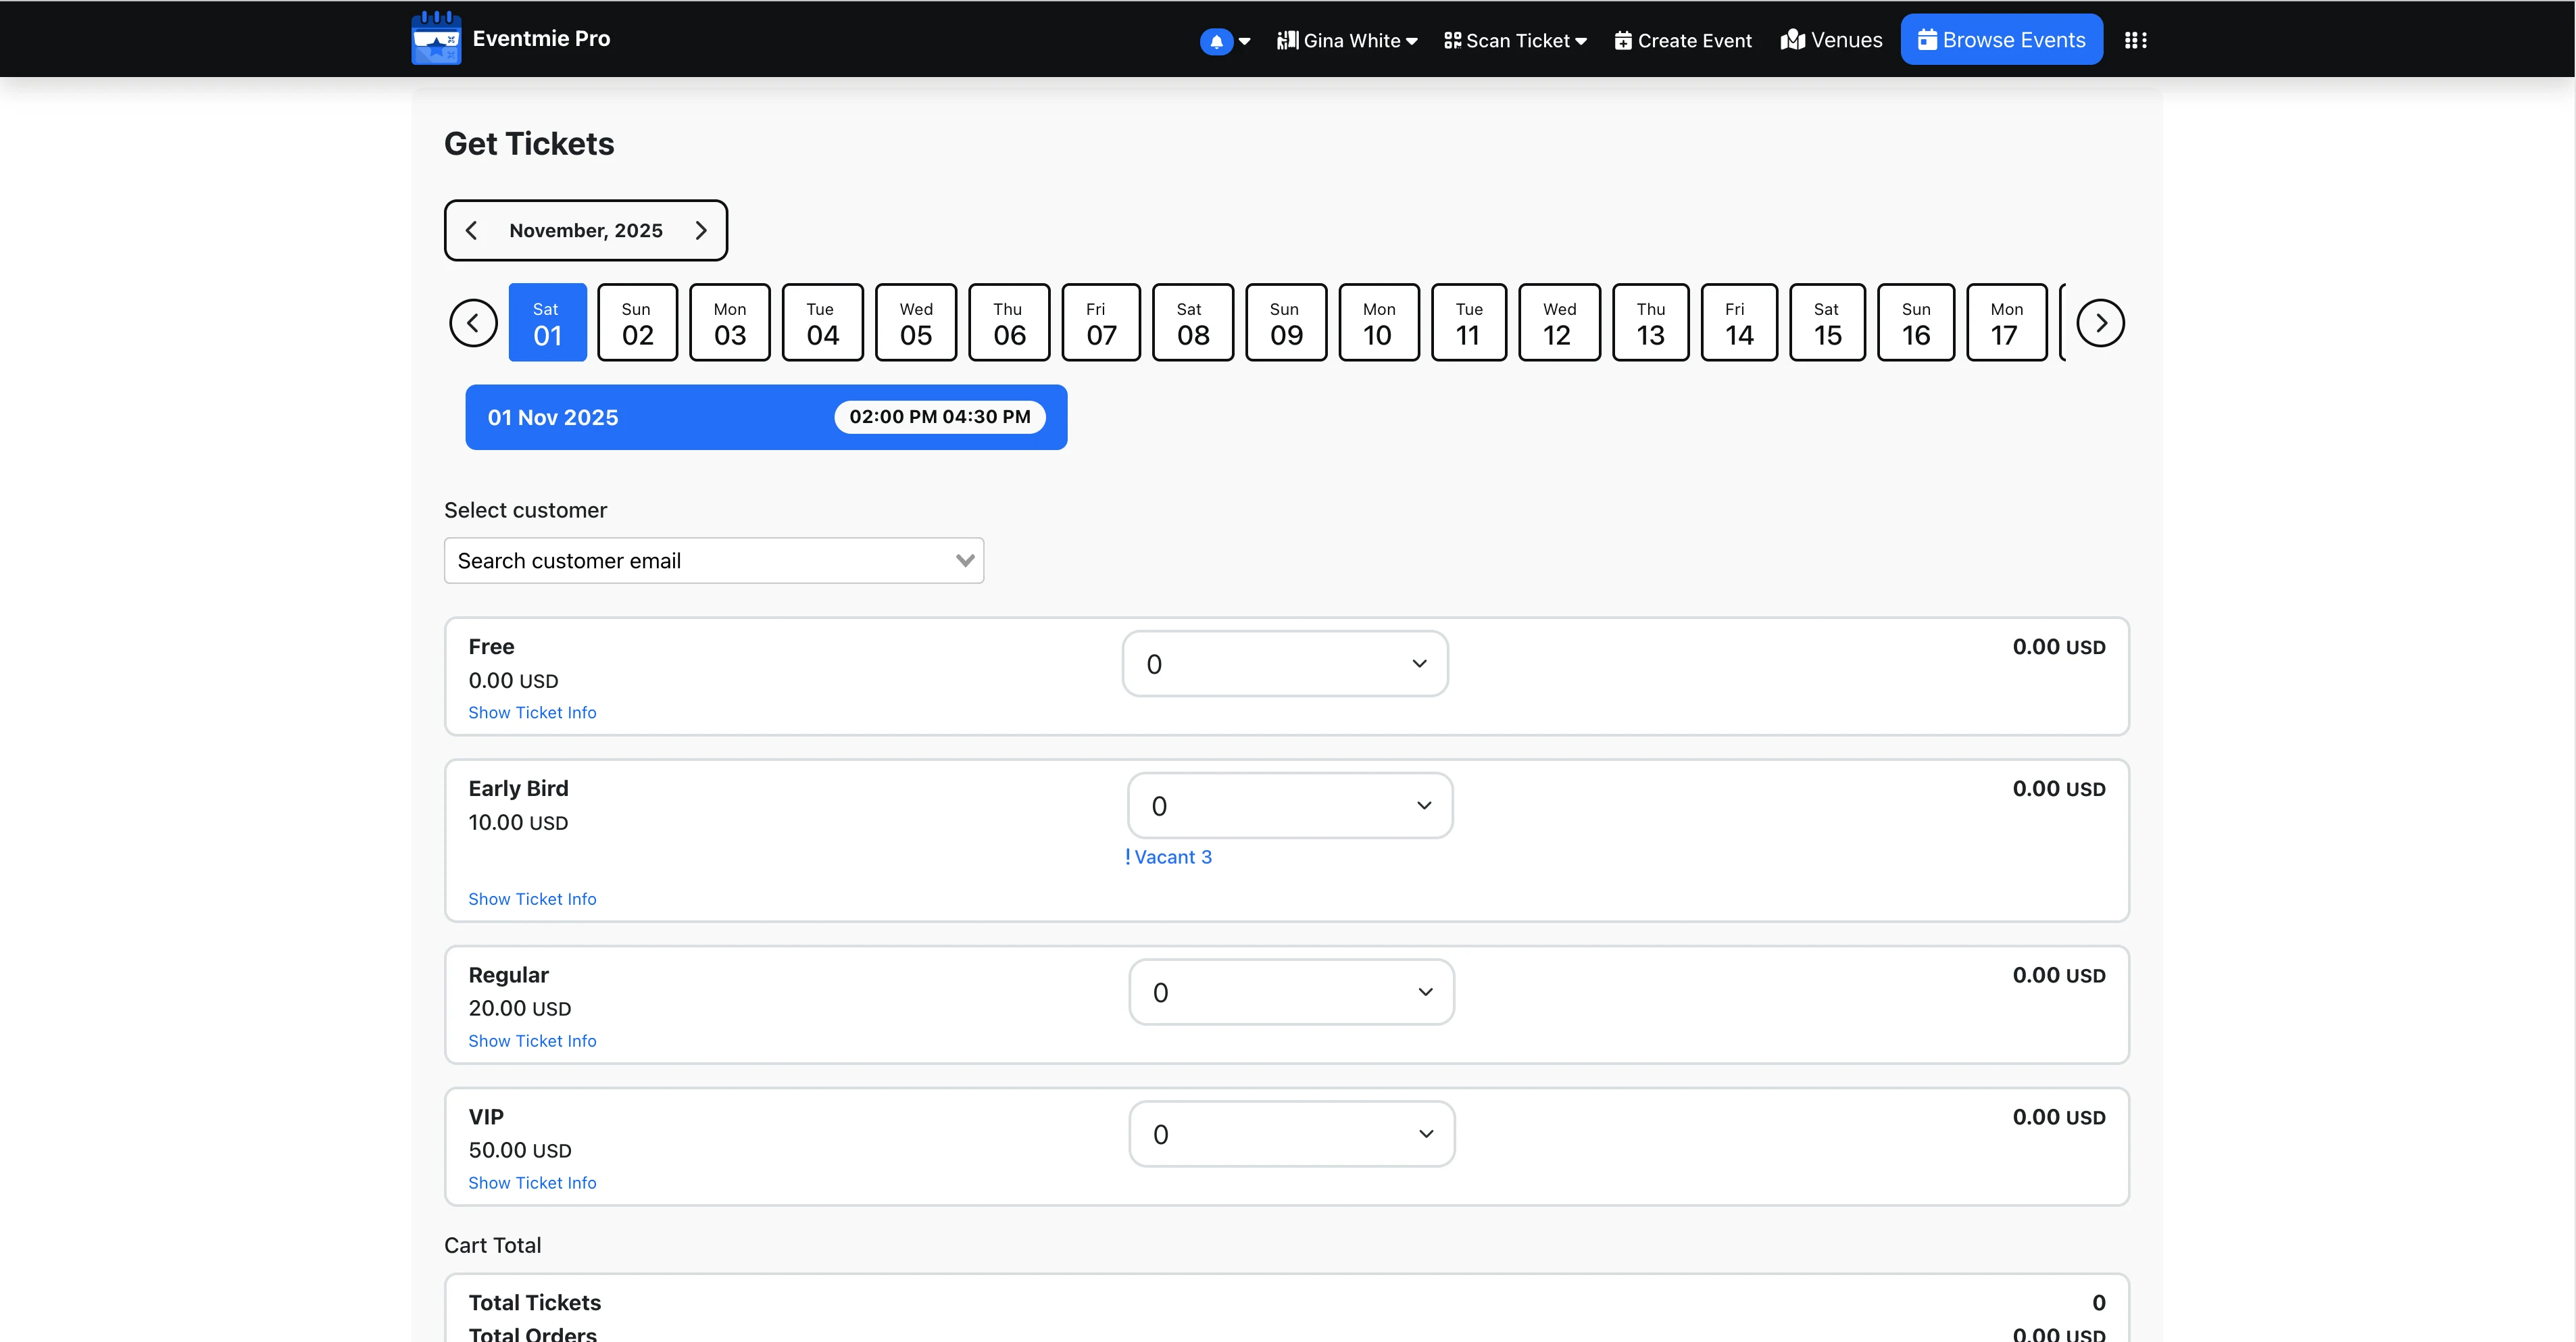 Eventmie Pro
Gina White
Scan Ticket
Create Event
Venues
Browse Events
Get Tickets
November, 2025
Sat 01
Sun 02
Mon 03
Tue 04
Wed 05
Thu 06
Fri 07
Sat 08
Sun 09
Mon 10
Tue 11
Wed 12
Thu 13
Fri 14
Sat 15
Sun 16
Mon 17
01 Nov 2025 02:00 PM 04:30 PM
Select customer
Search customer email
Free 0 0.00 USD
0.00 USD
Show Ticket Info
Early Bird 0 0.00 USD
10.00 USD
! Vacant 3
Show Ticket Info
Regular 0 0.00 USD
20.00 USD
Show Ticket Info
VIP 0 0.00 USD
50.00 USD
Show Ticket Info
Cart Total
Total Tickets 0
Total Orders 0.00 USD